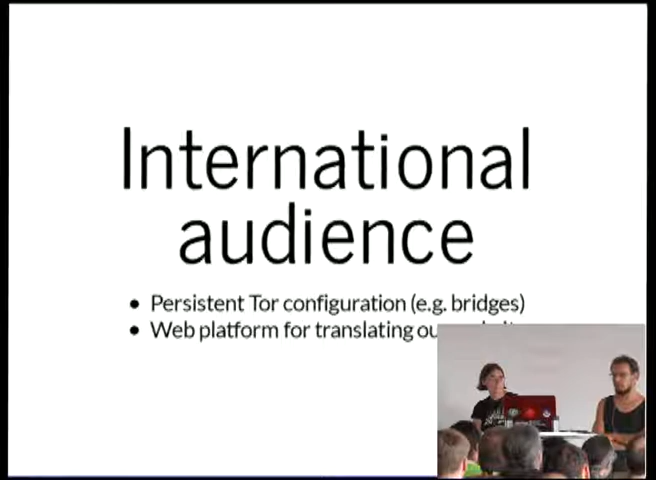 International
audience
• Persistent Tor configuration (e.g. bridges)
• Web platform for translating